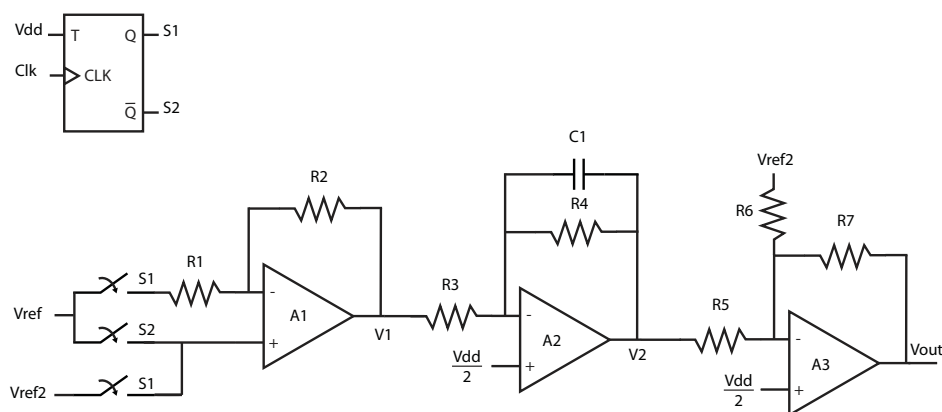 Vdd
T
Q
S1
Clk
CLK
Q̅
S2
C1
Vref2
R2
R4
R6
R7
S1
R1
R3
R5
Vref
S2
A1
V1
A2
V2
A3
Vout
Vdd
2
Vdd
2
Vref2
S1
-
+
-
+
-
+